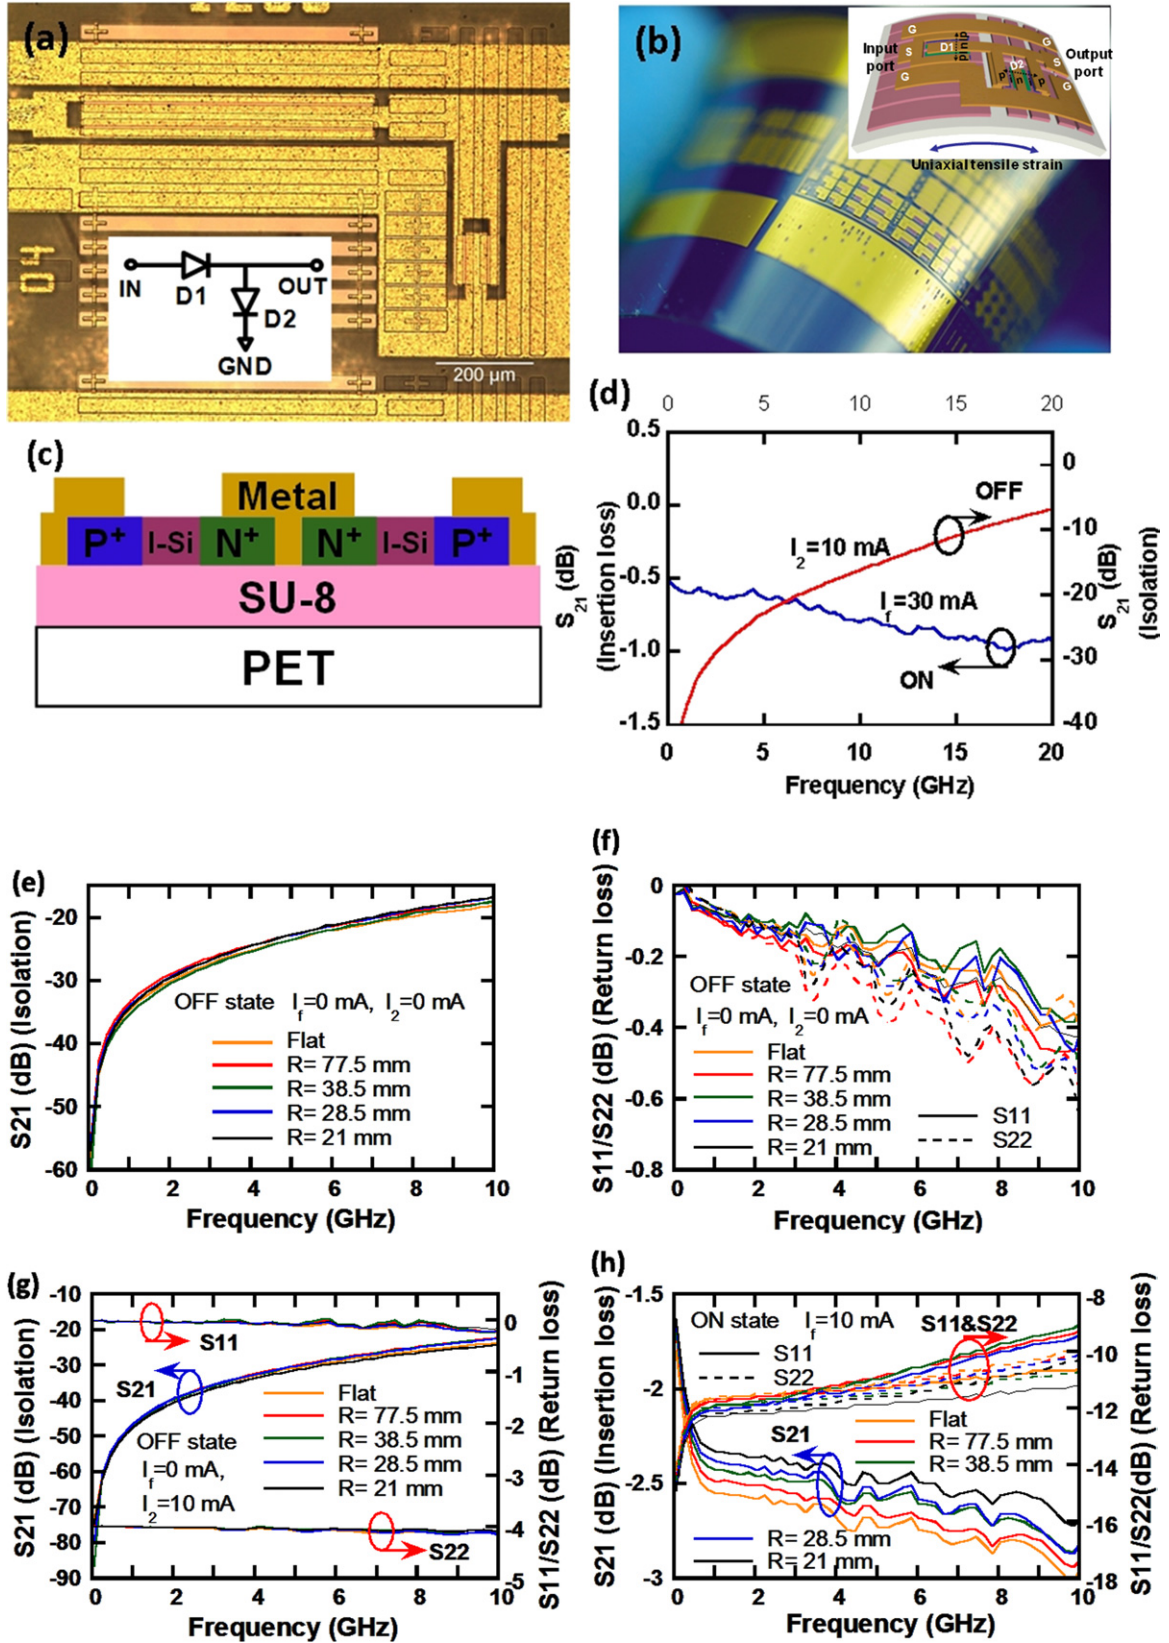 (a)
IN
D1
OUT
D2
GND
200 µm
04
(b)
Input port
Output port
G
S
G
D1
pi ni di
D2
P
n
P
G
S
G
Uniaxial tensile strain
(c)
Metal
P+ I-Si N+ N+ I-Si P+
SU-8
PET
(d)
0 5 10 15 20
0.5
0.0
-0.5
-1.0
-1.5
S21 (dB)
(Insertion loss)
OFF
I2=10 mA
If=30 mA
ON
0
-10
-20
-30
-40
S21 (dB)
(Isolation)
0 5 10 15 20
Frequency (GHz)
(e)
S21 (dB) (Isolation)
-20
-30
-40
-50
-60
OFF state If=0 mA, I2=0 mA
Flat
R= 77.5 mm
R= 38.5 mm
R= 28.5 mm
R= 21 mm
0 2 4 6 8 10
Frequency (GHz)
(f)
S11/S22 (dB) (Return loss)
0
-0.2
-0.4
-0.6
-0.8
OFF state
If=0 mA, I2=0 mA
Flat
R= 77.5 mm
R= 38.5 mm
R= 28.5 mm
R= 21 mm
S11
S22
0 2 4 6 8 10
Frequency (GHz)
(g)
S21 (dB) (Isolation)
-10
-20
-30
-40
-50
-60
-70
-80
-90
S11
S21
OFF state
If=0 mA,
I2=10 mA
Flat
R= 77.5 mm
R= 38.5 mm
R= 28.5 mm
R= 21 mm
S22
0
-1
-2
-3
-4
-5
S11/S22 (dB) (Return loss)
0 2 4 6 8 10
Frequency (GHz)
(h)
S21 (dB) (Insertion loss)
-1.5
-2
-2.5
-3
ON state If=10 mA
S11
S22
S11&S22
S21
Flat
R= 77.5 mm
R= 38.5 mm
R= 28.5 mm
R= 21 mm
-8
-10
-12
-14
-16
-18
S11/S22(dB) (Return loss)
0 2 4 6 8 10
Frequency (GHz)